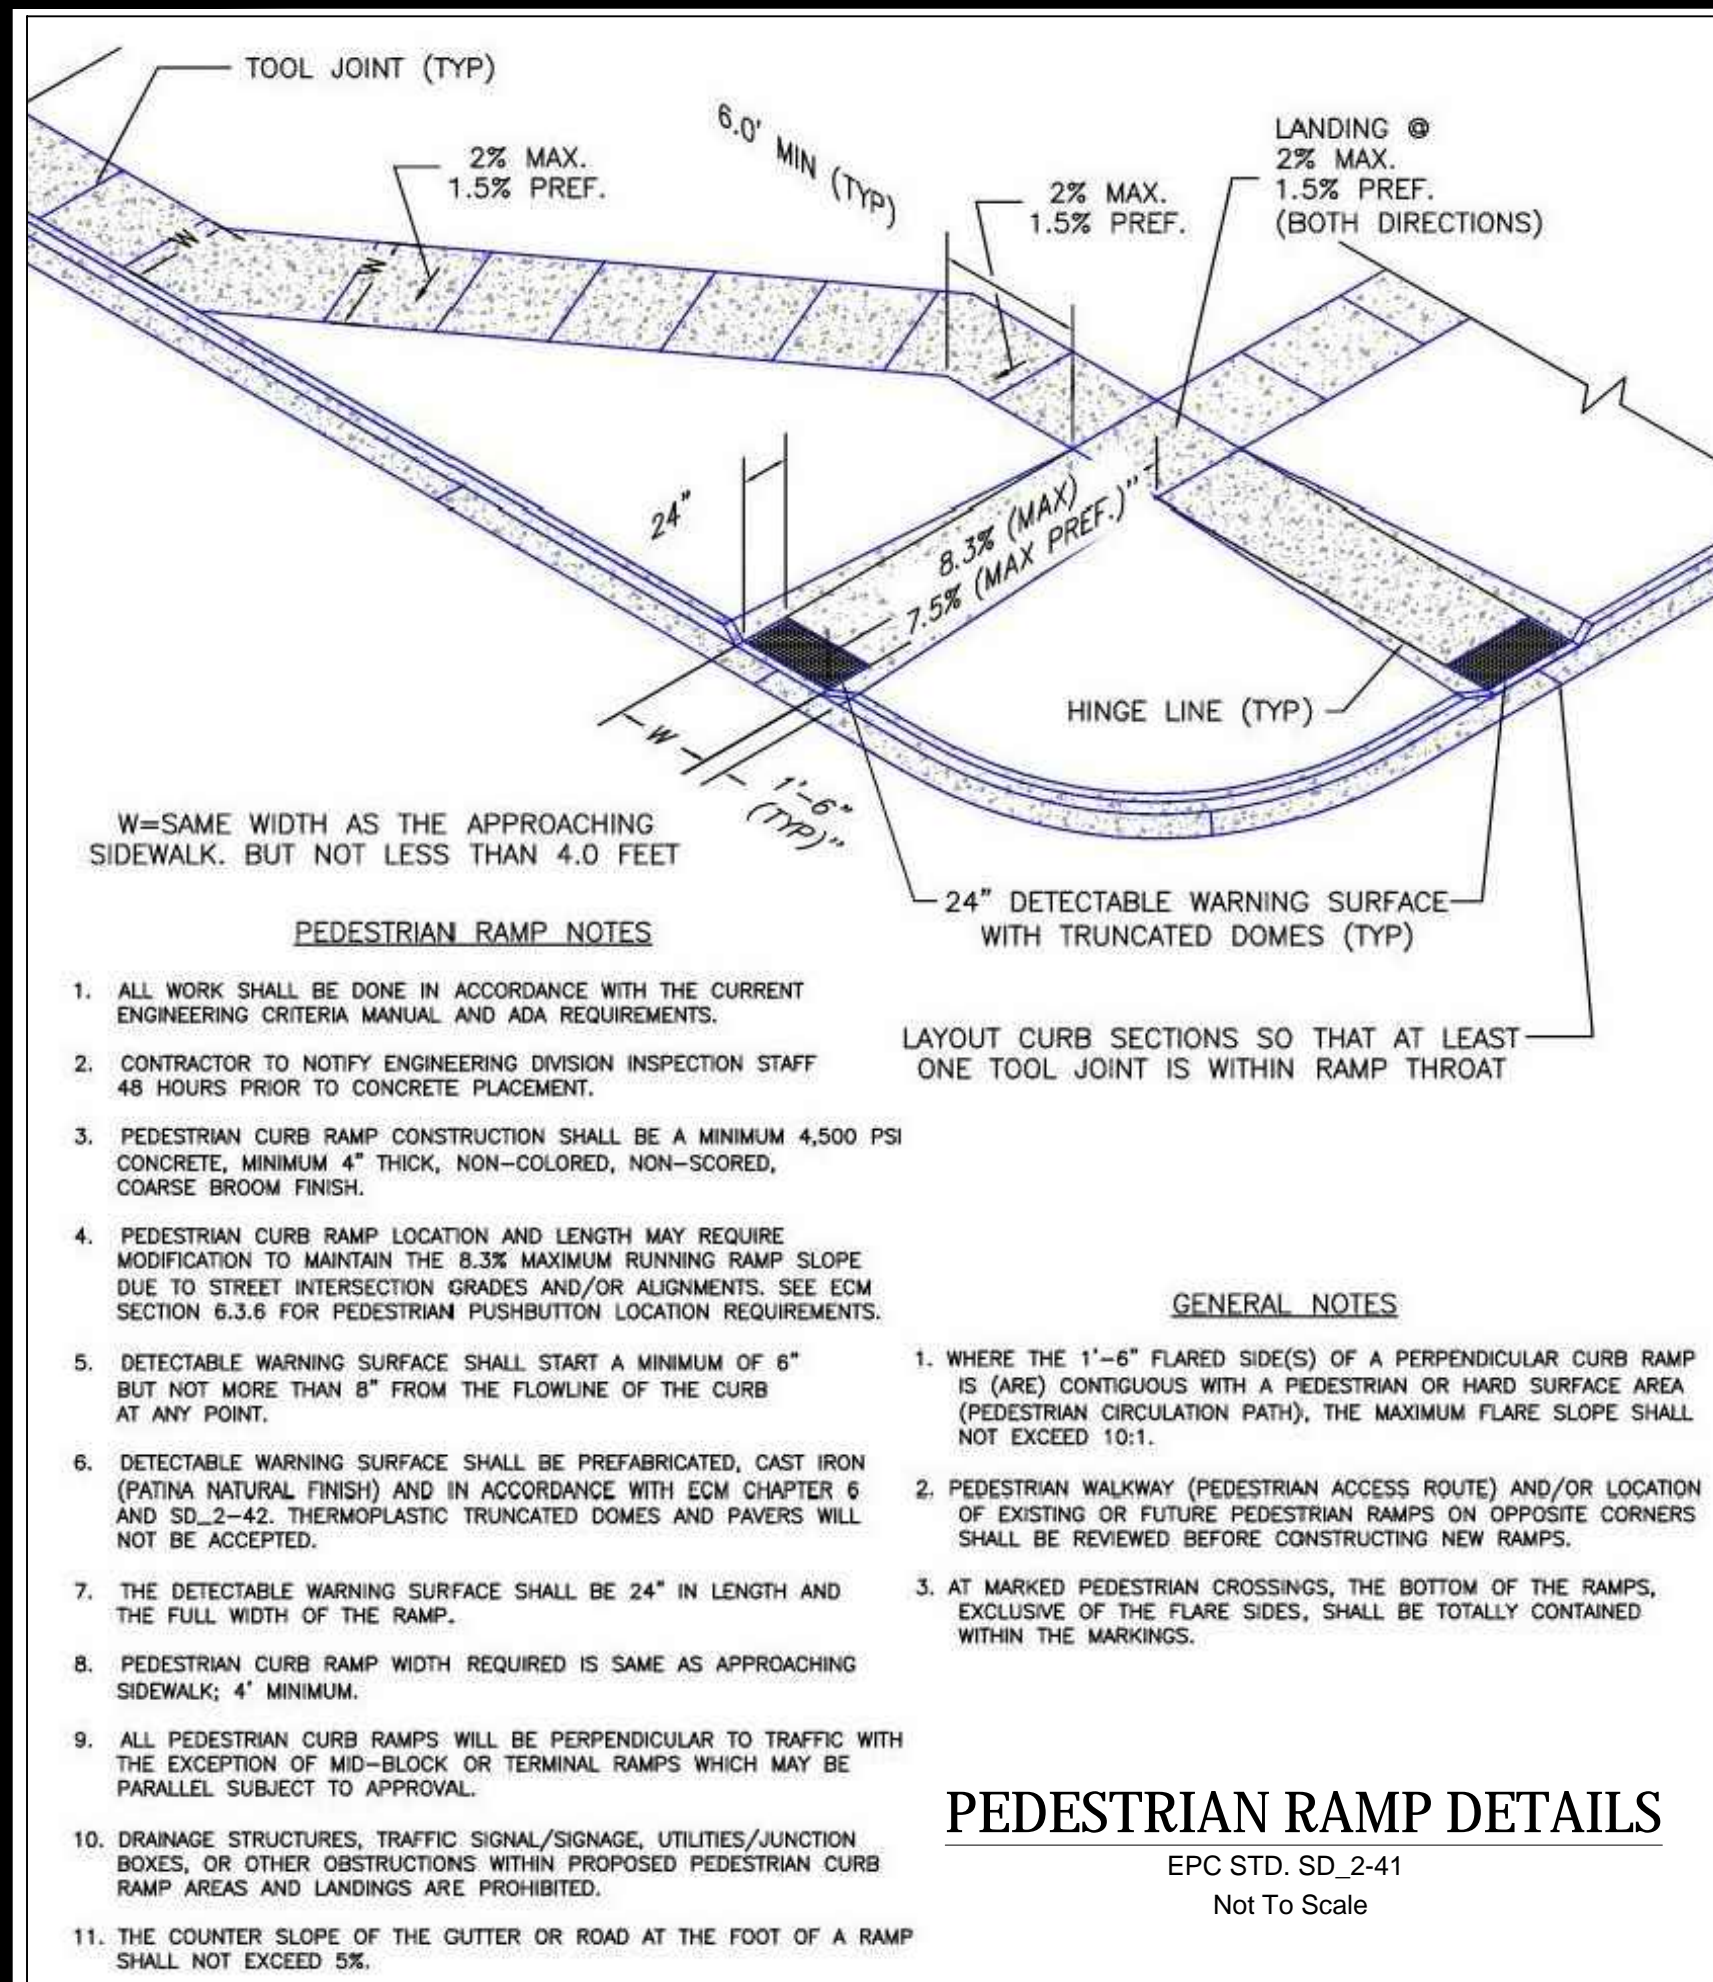 TOOL JOINT (TYP)
2% MAX.
1.5% PREF.
6.0' MIN (TYP)
2% MAX.
1.5% PREF.
LANDING @
2% MAX.
1.5% PREF.
(BOTH DIRECTIONS)
W
W
24"
8.3% (MAX)
7.5% (MAX PREF.)"
HINGE LINE (TYP)
W
1'-6"
(TYP)"
W=SAME WIDTH AS THE APPROACHING
SIDEWALK. BUT NOT LESS THAN 4.0 FEET
24" DETECTABLE WARNING SURFACE
WITH TRUNCATED DOMES (TYP)
LAYOUT CURB SECTIONS SO THAT AT LEAST
ONE TOOL JOINT IS WITHIN RAMP THROAT
PEDESTRIAN RAMP NOTES
1. ALL WORK SHALL BE DONE IN ACCORDANCE WITH THE CURRENT
ENGINEERING CRITERIA MANUAL AND ADA REQUIREMENTS.
2. CONTRACTOR TO NOTIFY ENGINEERING DIVISION INSPECTION STAFF
48 HOURS PRIOR TO CONCRETE PLACEMENT.
3. PEDESTRIAN CURB RAMP CONSTRUCTION SHALL BE A MINIMUM 4,500 PSI
CONCRETE, MINIMUM 4" THICK, NON-COLORED, NON-SCORED,
COARSE BROOM FINISH.
4. PEDESTRIAN CURB RAMP LOCATION AND LENGTH MAY REQUIRE
MODIFICATION TO MAINTAIN THE 8.3% MAXIMUM RUNNING RAMP SLOPE
DUE TO STREET INTERSECTION GRADES AND/OR ALIGNMENTS. SEE ECM
SECTION 6.3.6 FOR PEDESTRIAN PUSHBUTTON LOCATION REQUIREMENTS.
5. DETECTABLE WARNING SURFACE SHALL START A MINIMUM OF 6"
BUT NOT MORE THAN 8" FROM THE FLOWLINE OF THE CURB
AT ANY POINT.
6. DETECTABLE WARNING SURFACE SHALL BE PREFABRICATED, CAST IRON
(PATINA NATURAL FINISH) AND IN ACCORDANCE WITH ECM CHAPTER 6
AND SD_2-42. THERMOPLASTIC TRUNCATED DOMES AND PAVERS WILL
NOT BE ACCEPTED.
7. THE DETECTABLE WARNING SURFACE SHALL BE 24" IN LENGTH AND
THE FULL WIDTH OF THE RAMP.
8. PEDESTRIAN CURB RAMP WIDTH REQUIRED IS SAME AS APPROACHING
SIDEWALK; 4' MINIMUM.
9. ALL PEDESTRIAN CURB RAMPS WILL BE PERPENDICULAR TO TRAFFIC WITH
THE EXCEPTION OF MID-BLOCK OR TERMINAL RAMPS WHICH MAY BE
PARALLEL SUBJECT TO APPROVAL.
10. DRAINAGE STRUCTURES, TRAFFIC SIGNAL/SIGNAGE, UTILITIES/JUNCTION
BOXES, OR OTHER OBSTRUCTIONS WITHIN PROPOSED PEDESTRIAN CURB
RAMP AREAS AND LANDINGS ARE PROHIBITED.
11. THE COUNTER SLOPE OF THE GUTTER OR ROAD AT THE FOOT OF A RAMP
SHALL NOT EXCEED 5%.
GENERAL NOTES
1. WHERE THE 1'-6" FLARED SIDE(S) OF A PERPENDICULAR CURB RAMP
IS (ARE) CONTIGUOUS WITH A PEDESTRIAN OR HARD SURFACE AREA
(PEDESTRIAN CIRCULATION PATH), THE MAXIMUM FLARE SLOPE SHALL
NOT EXCEED 10:1.
2. PEDESTRIAN WALKWAY (PEDESTRIAN ACCESS ROUTE) AND/OR LOCATION
OF EXISTING OR FUTURE PEDESTRIAN RAMPS ON OPPOSITE CORNERS
SHALL BE REVIEWED BEFORE CONSTRUCTING NEW RAMPS.
3. AT MARKED PEDESTRIAN CROSSINGS, THE BOTTOM OF THE RAMPS,
EXCLUSIVE OF THE FLARE SIDES, SHALL BE TOTALLY CONTAINED
WITHIN THE MARKINGS.
PEDESTRIAN RAMP DETAILS
EPC STD. SD_2-41
Not To Scale